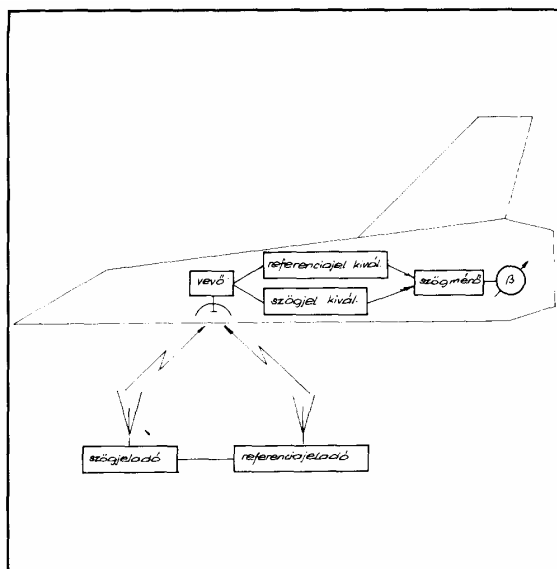 referenciajel kivál.
vevő
szögjel kivál.
szögmérő
β
szögjeladó
referenciajeladó